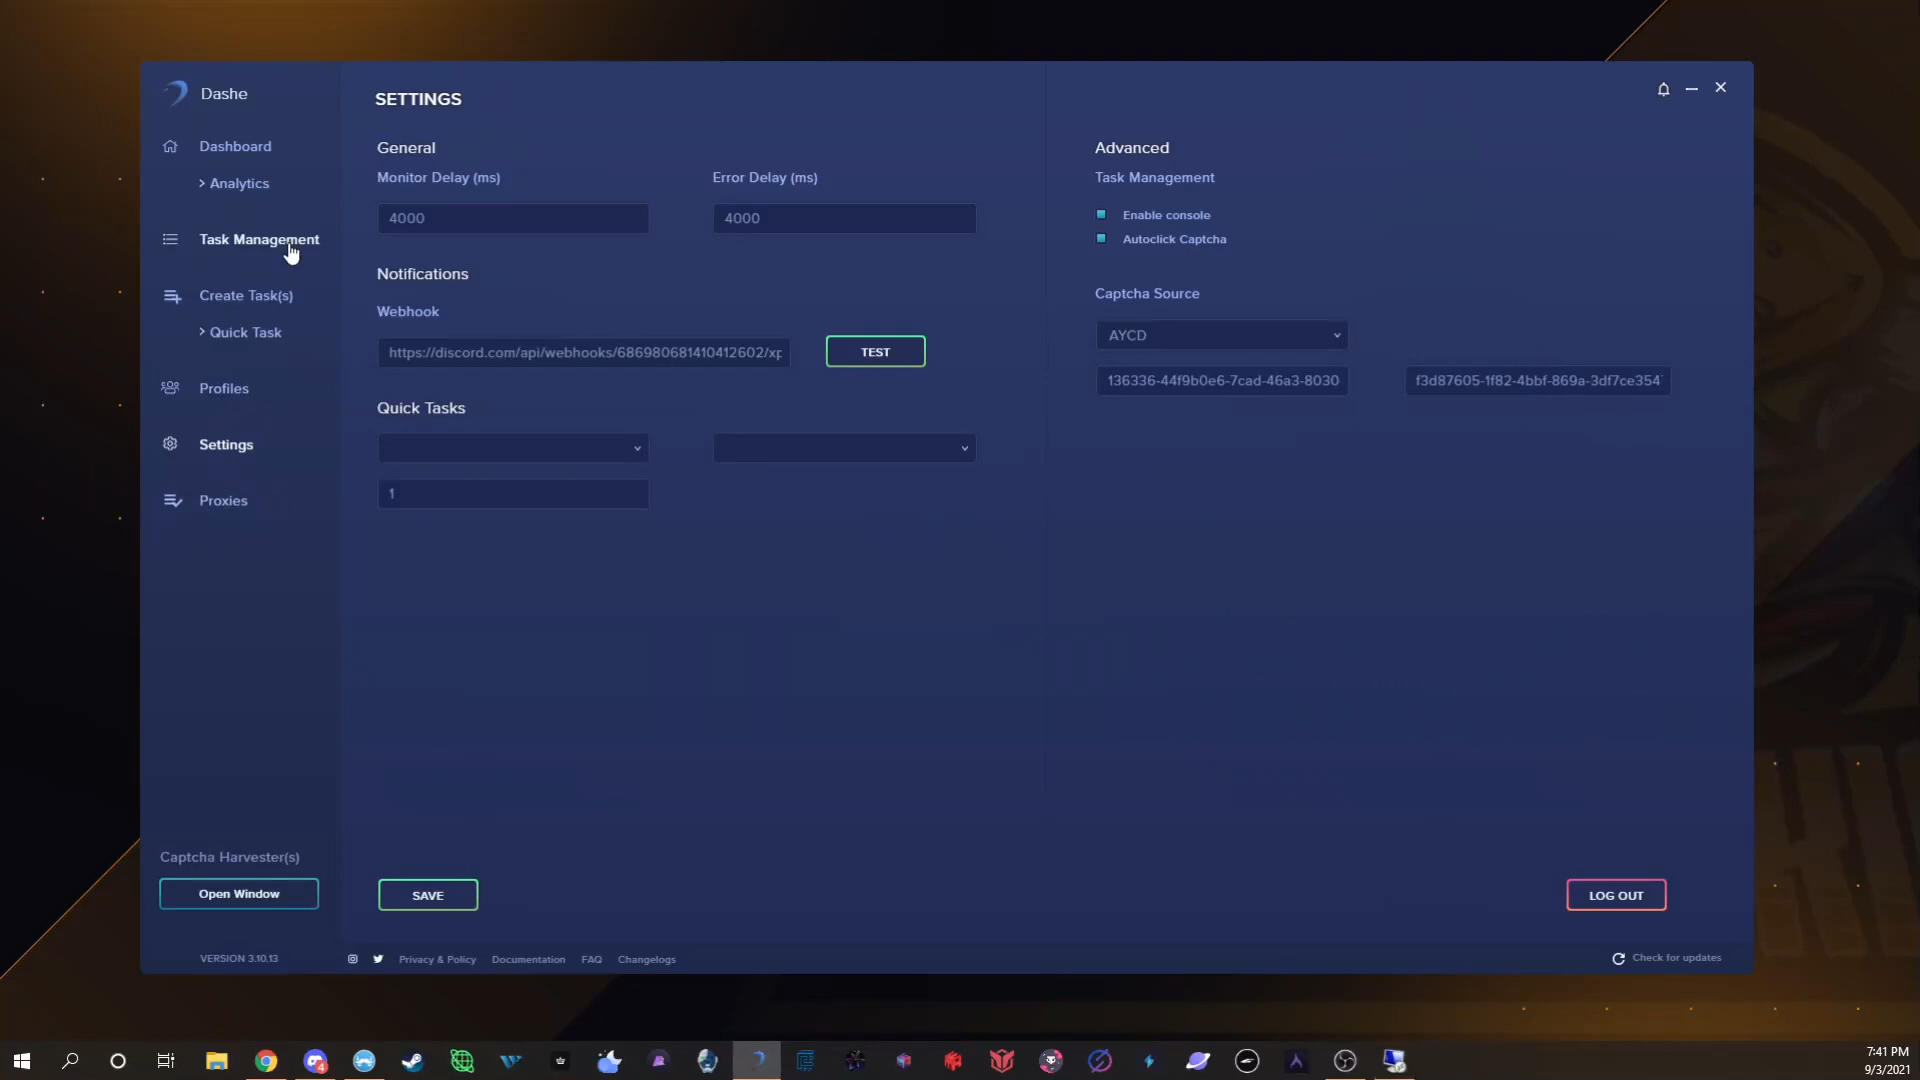 Dashe
Dashboard
Analytics
Task Management
Create Task(s)
Quick Task
Profiles
Settings
Proxies
Captcha Harvester(s)
Open Window
VERSION 3.10.13
SETTINGS
General
Monitor Delay (ms)
Error Delay (ms)
4000
4000
Notifications
Webhook
https://discord.com/api/webhooks/686980681410412602/xp
TEST
Quick Tasks
1
SAVE
Advanced
Task Management
Enable console
Autoclick Captcha
Captcha Source
AYCD
136336-44f9b0e6-7cad-46a3-8030
f3d87605-1f82-4bbf-869a-3df7ce354
LOG OUT
Privacy & Policy
Documentation
FAQ
Changelogs
Check for updates
4
7:41 PM
9/3/2021